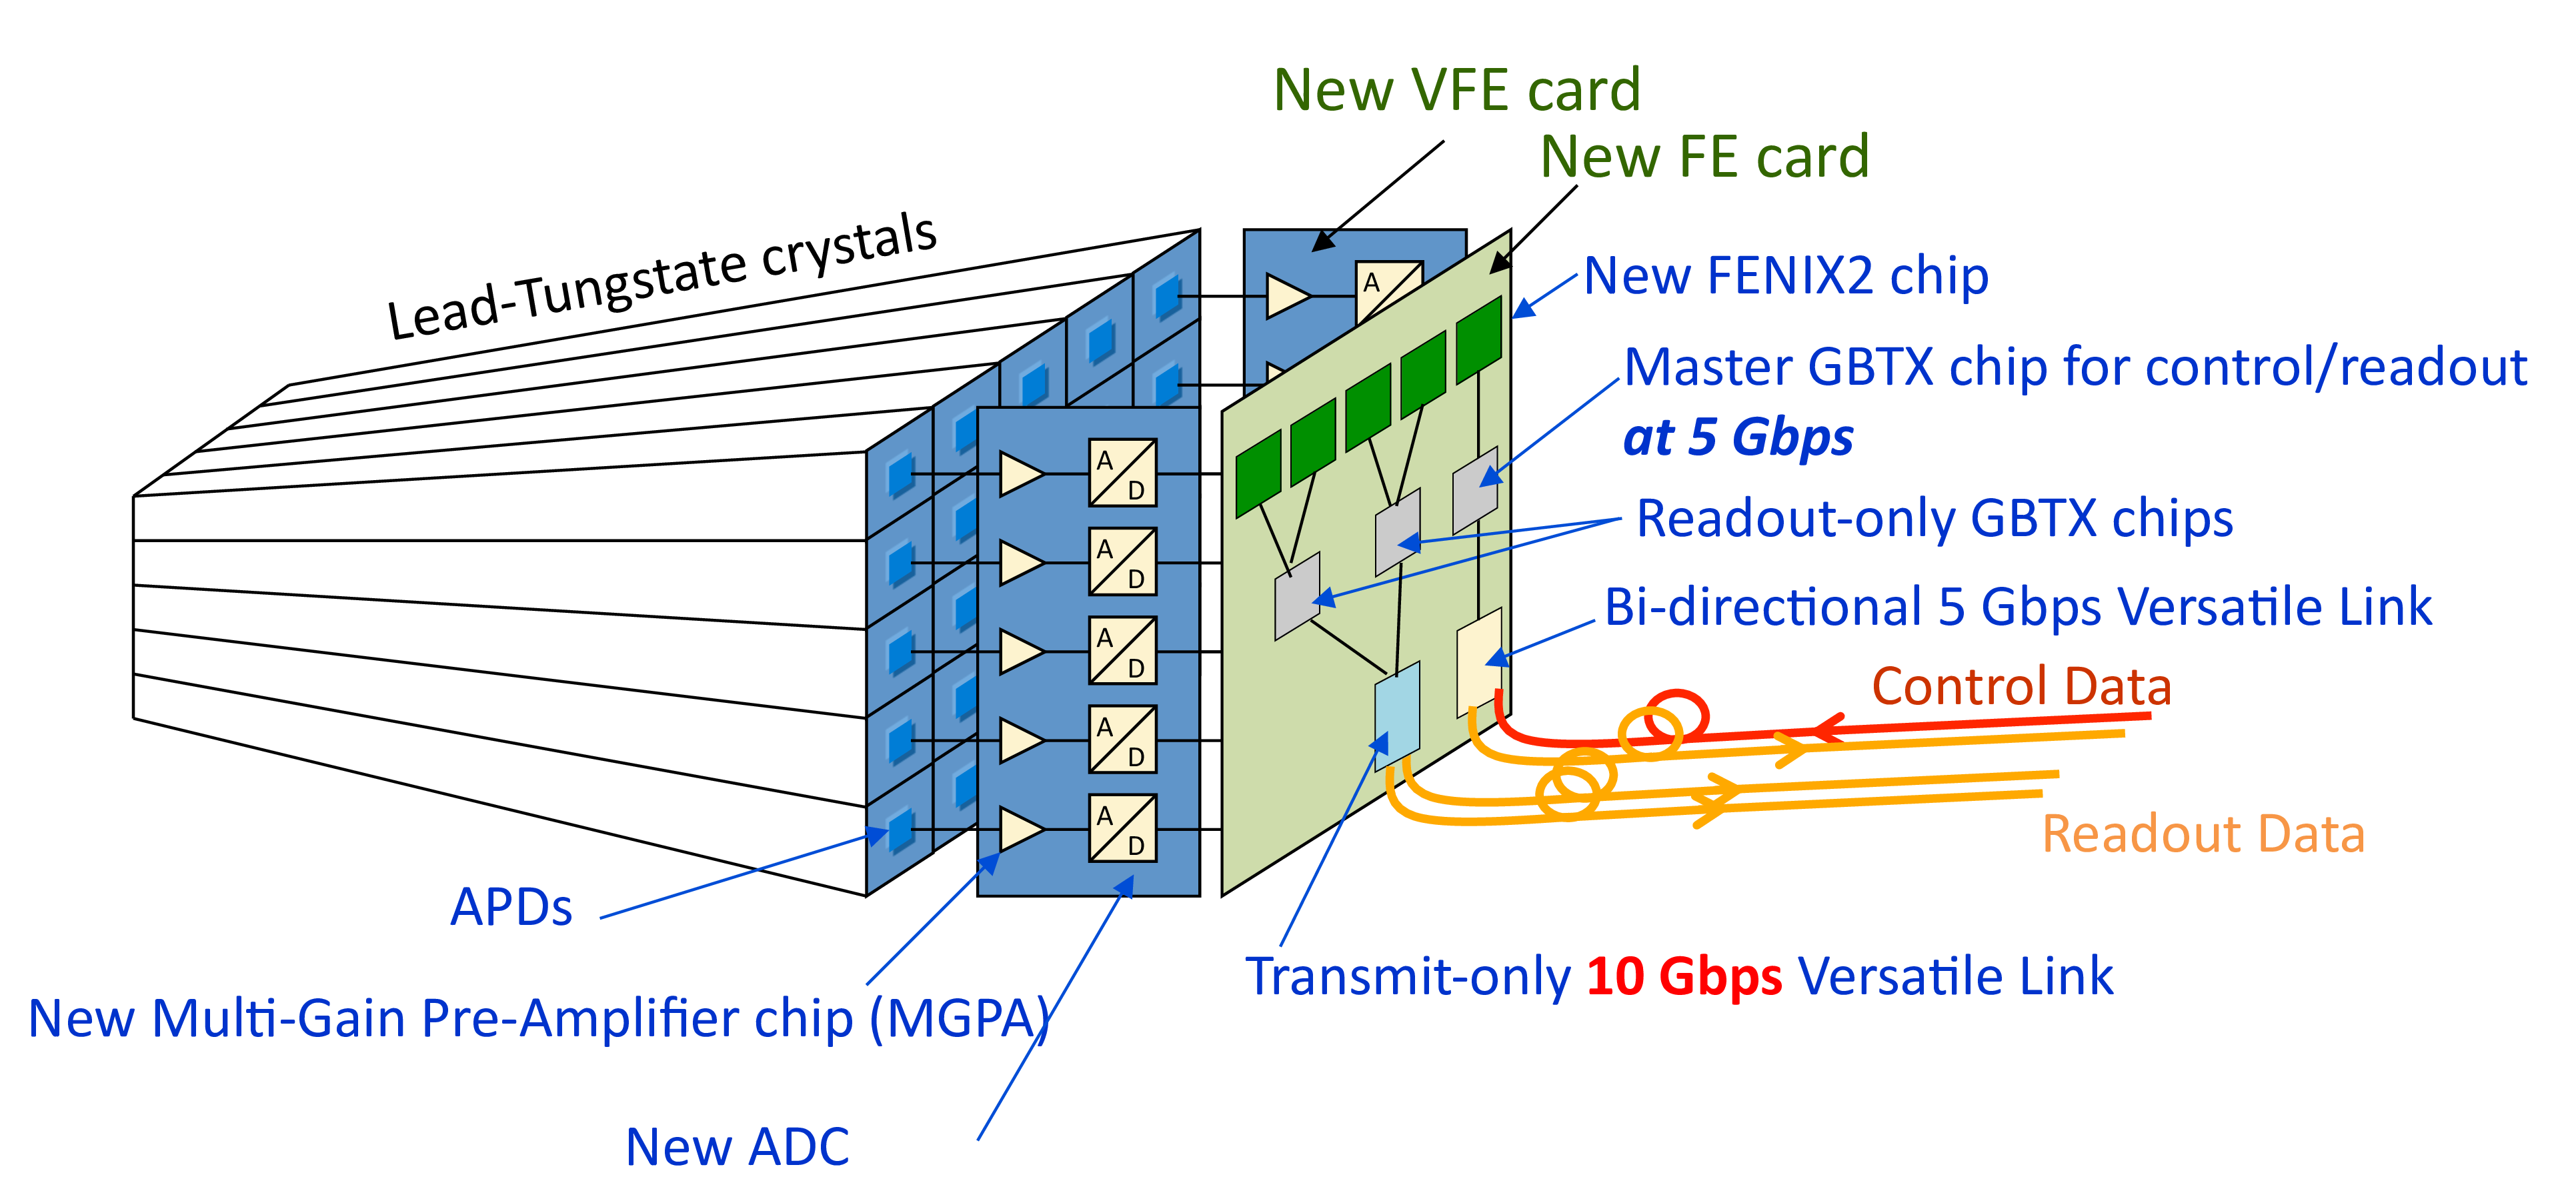 New VFE card
New FE card
Lead-Tungstate crystals
New FENIX2 chip
A
Master GBTX chip for control/readout
at 5 Gbps
A
D
Readout-only GBTX chips
A
D
Bi-directional 5 Gbps Versatile Link
A
D
Control Data
A
D
A
D
Readout Data
APDs
Transmit-only 10 Gbps Versatile Link
New Multi-Gain Pre-Amplifier chip (MGPA)
New ADC